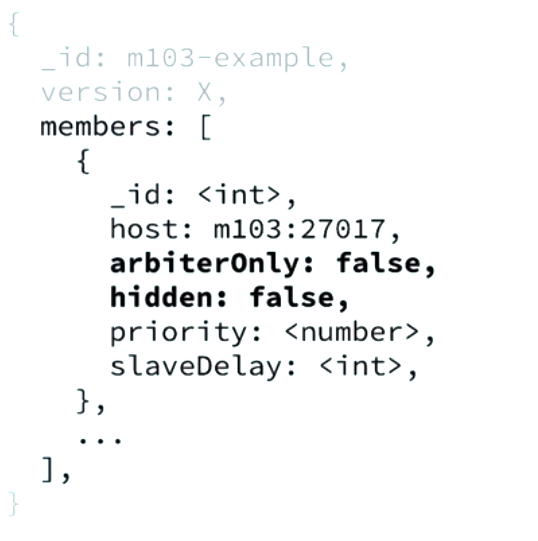 {
  _id: m103-example,
  version: X,
  members: [
    {
      _id: <int>,
      host: m103:27017,
      arbiterOnly: false,
      hidden: false,
      priority: <number>,
      slaveDelay: <int>,
    },
    ...
  ],
}